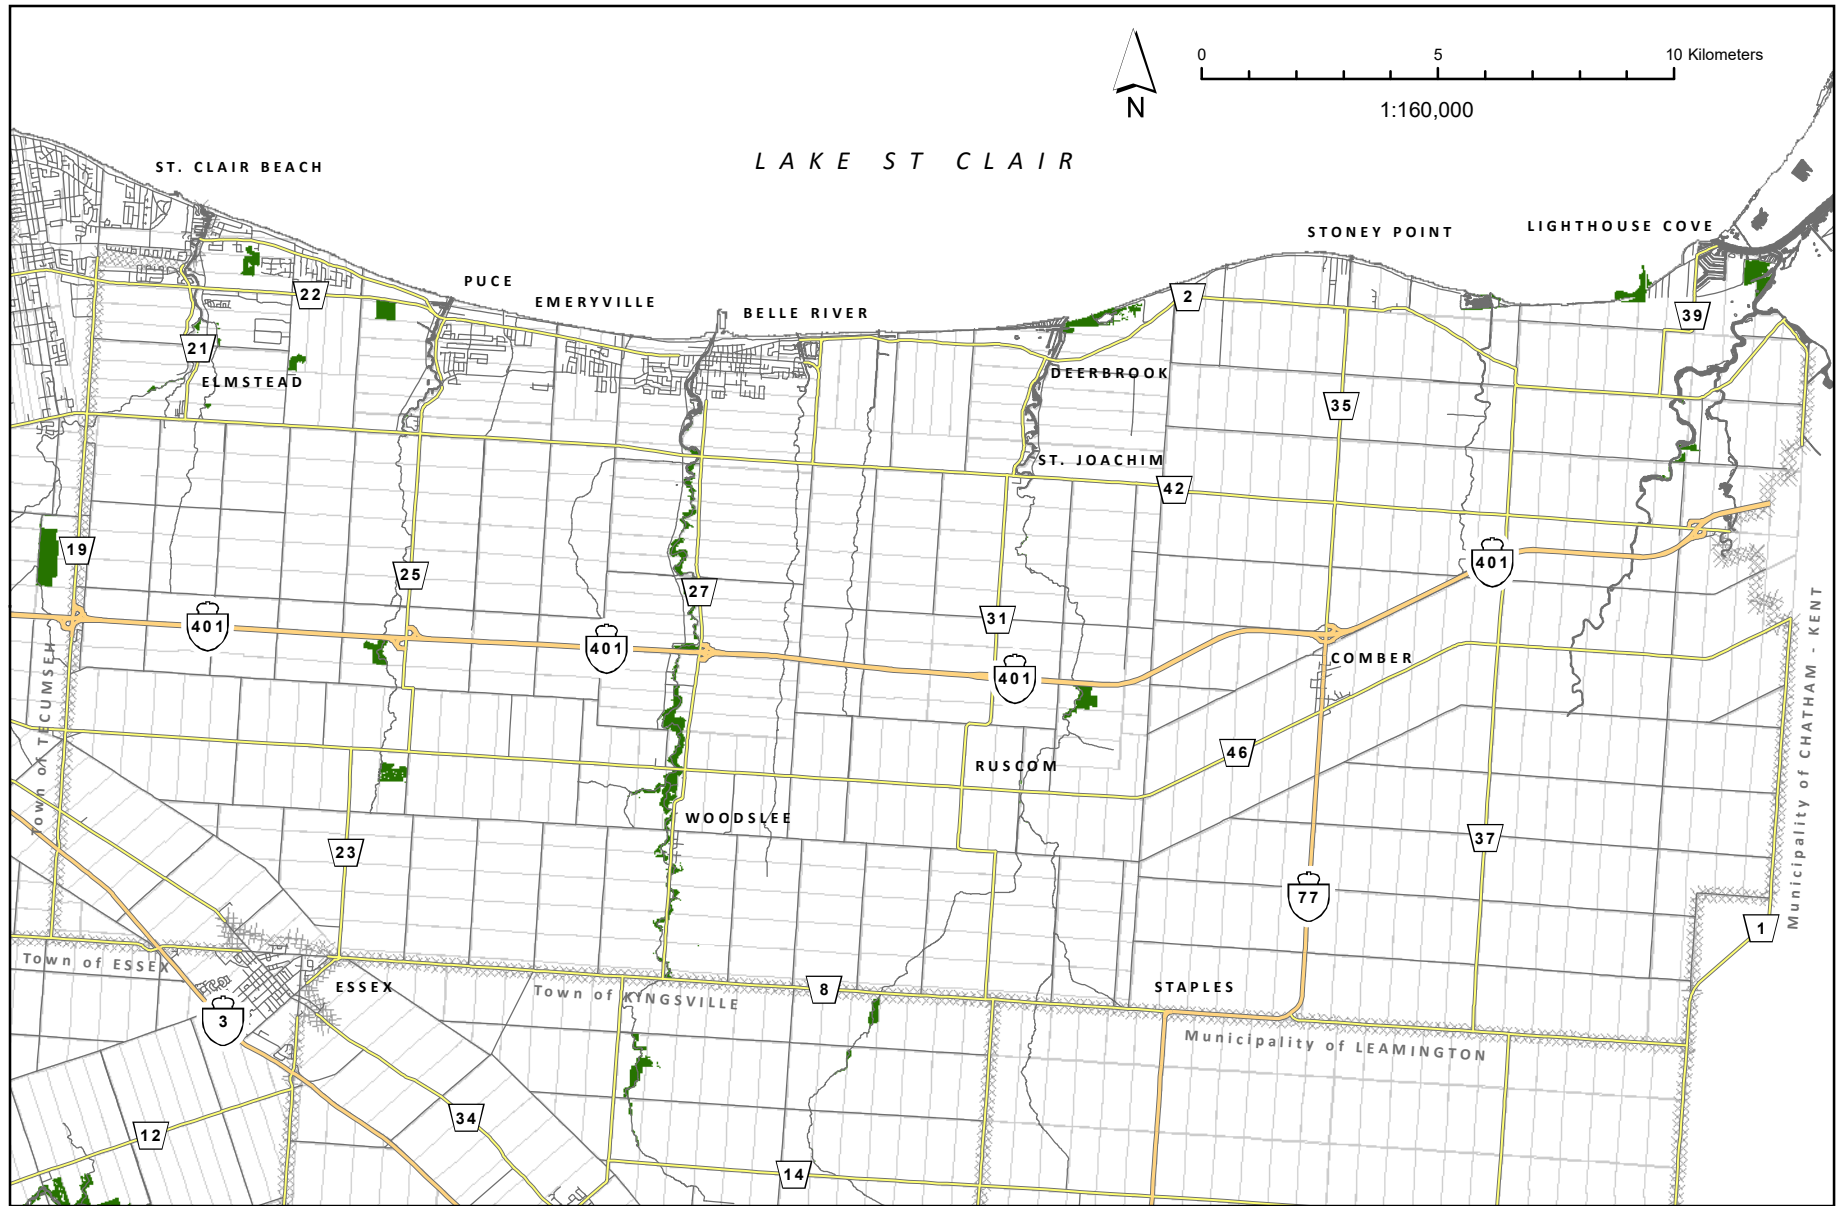 0 5 10 Kilometers
N
1:160,000
LAKE ST CLAIR
ST. CLAIR BEACH
STONEY POINT
LIGHTHOUSE COVE
PUCE
22
EMERYVILLE
BELLE RIVER
2
39
21
ELMSTEAD
DEERBROOK
35
ST. JOACHIM
42
19
25
27
401
31
401
401
401
COMBER
Town of TECUMSEH
Municipality of CHATHAM - KENT
46
RUSCOM
WOODSLEE
23
37
77
1
Town of ESSEX
ESSEX
Town of KINGSVILLE
8
STAPLES
3
Municipality of LEAMINGTON
34
12
14